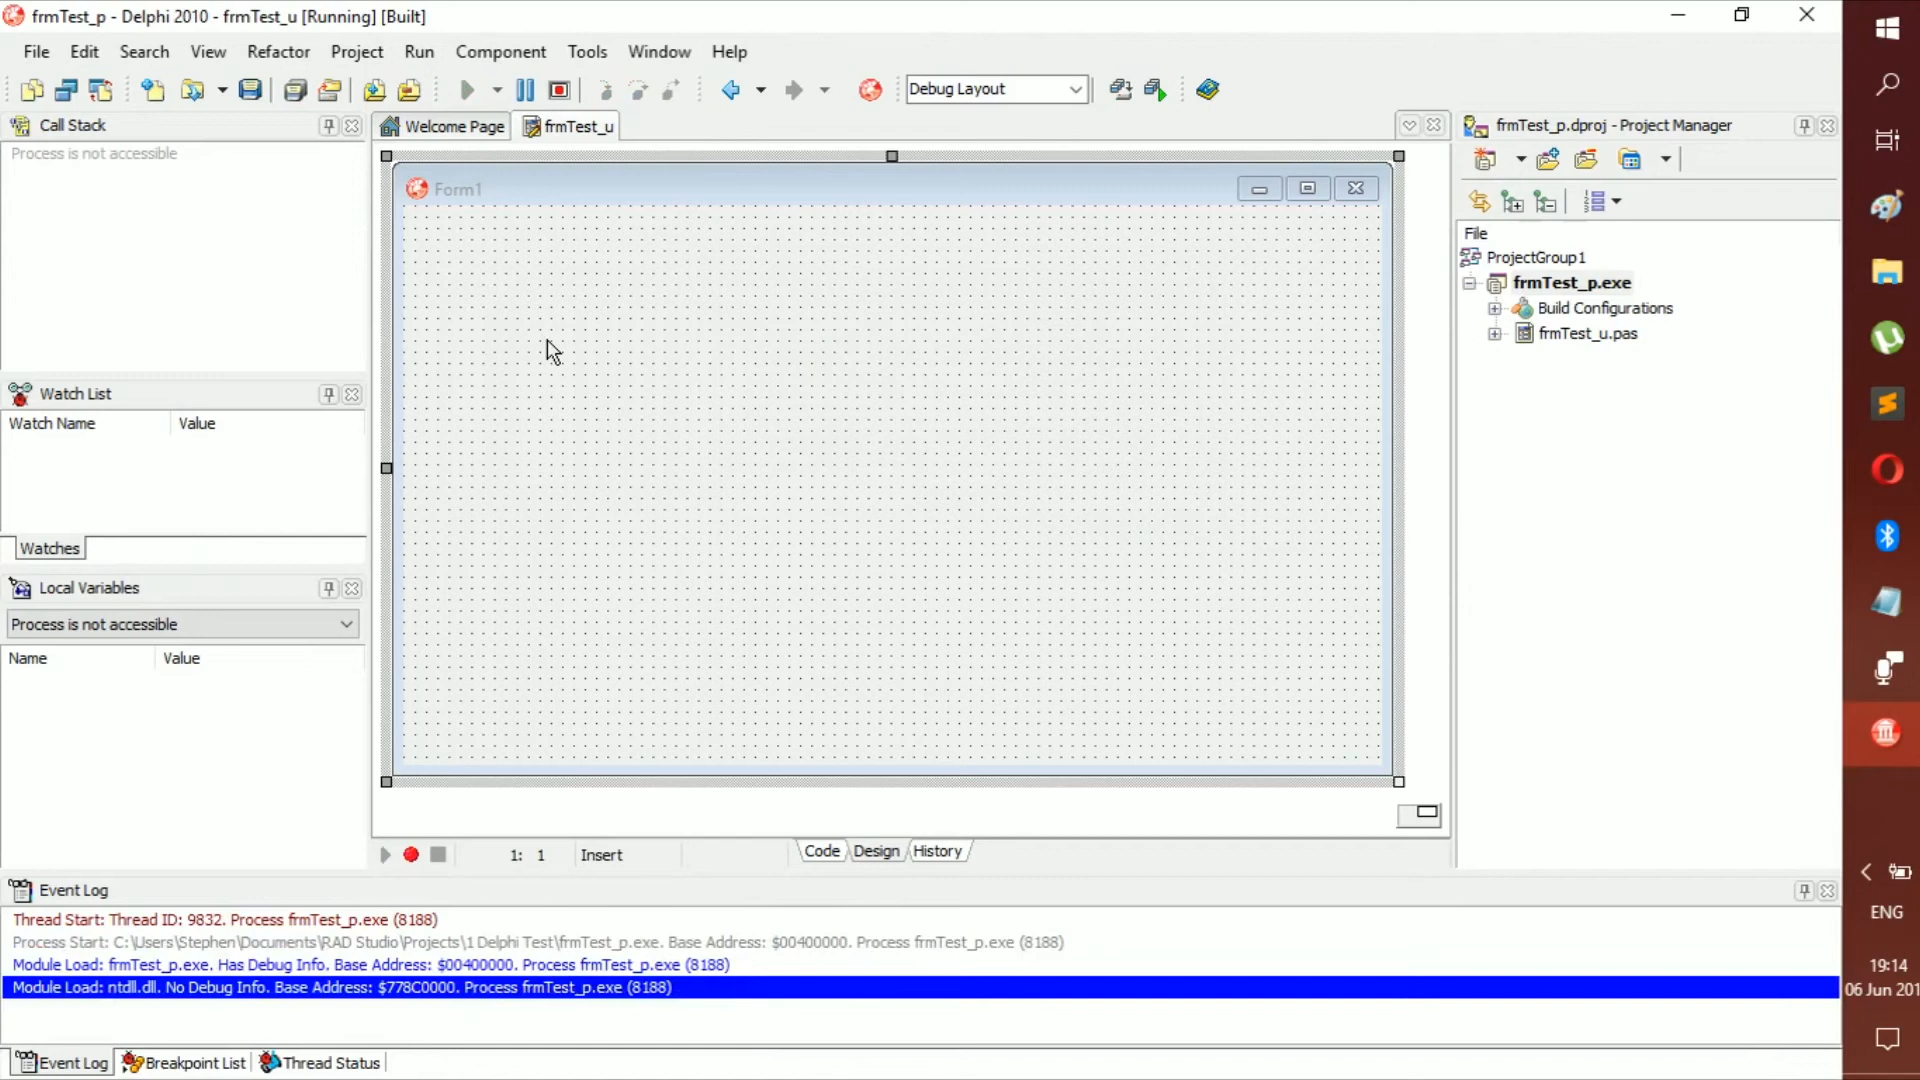 frmTest_p - Delphi 2010 - frmTest_u [Running] [Built]
File Edit Search View Refactor Project Run Component Tools Window Help
Debug Layout
Call Stack
Process is not accessible
Watch List
Watch Name Value
Watches
Local Variables
Process is not accessible
Name Value
Welcome Page frmTest_u
Form1
1: 1 Insert
Code Design History
frmTest_p.dproj - Project Manager
File
ProjectGroup1
frmTest_p.exe
Build Configurations
frmTest_u.pas
Event Log
Thread Start: Thread ID: 9832. Process frmTest_p.exe (8188)
Process Start: C:\Users\Stephen\Documents\RAD Studio\Projects\1 Delphi Test\frmTest_p.exe. Base Address: $00400000. Process frmTest_p.exe (8188)
Module Load: frmTest_p.exe. Has Debug Info. Base Address: $00400000. Process frmTest_p.exe (8188)
Module Load: ntdll.dll. No Debug Info. Base Address: $778C0000. Process frmTest_p.exe (8188)
Event Log Breakpoint List Thread Status
ENG
19:14
06 Jun 201